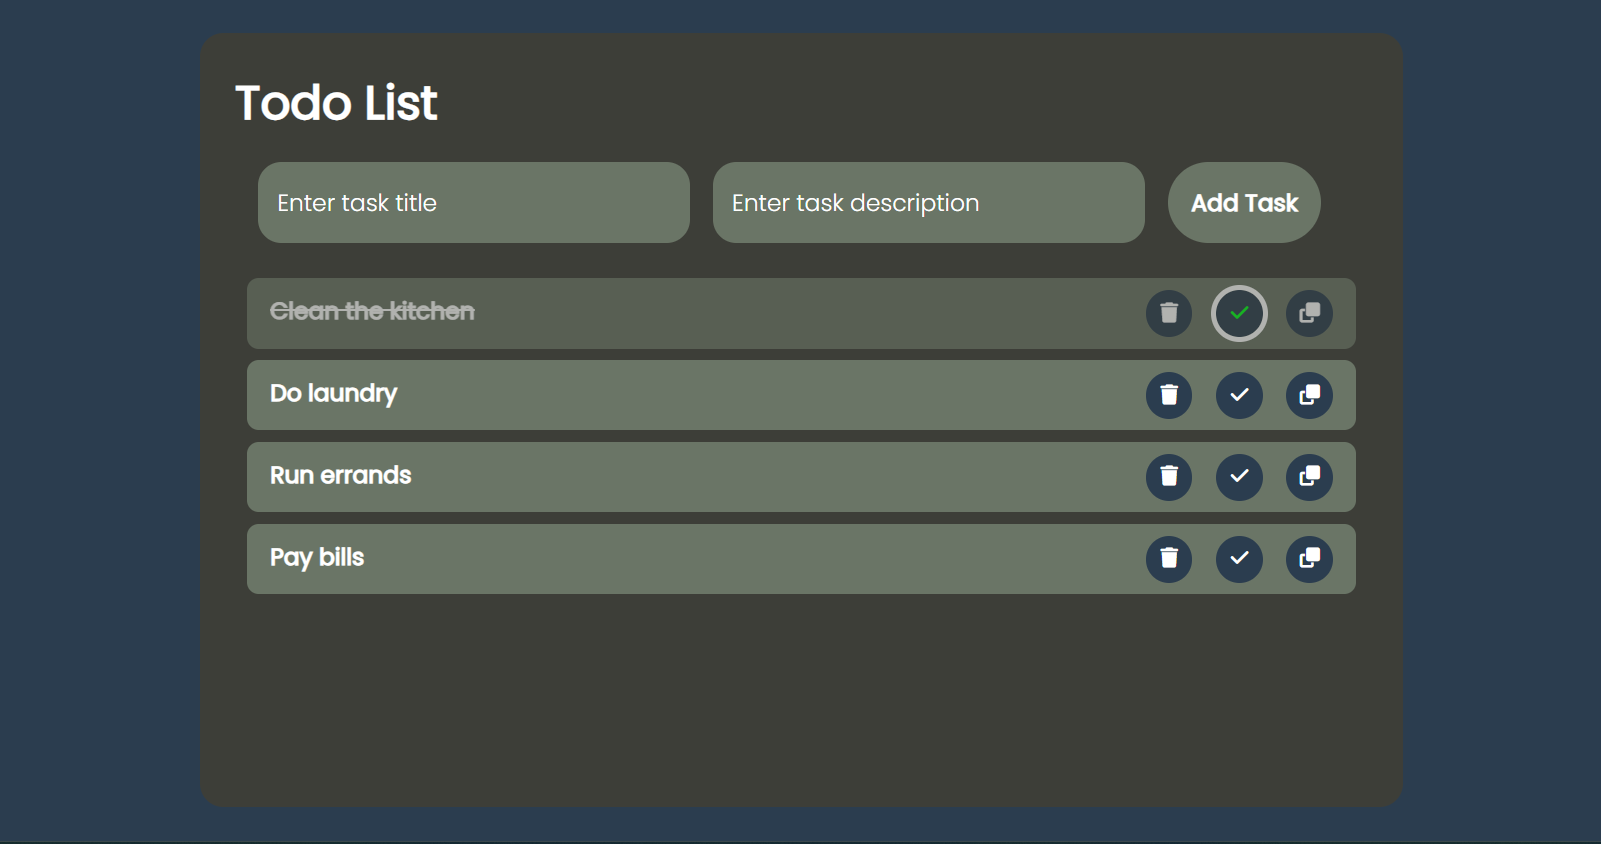 Todo List
Enter task title
Enter task description
Add Task
Clean the kitchen
Do laundry
Run errands
Pay bills